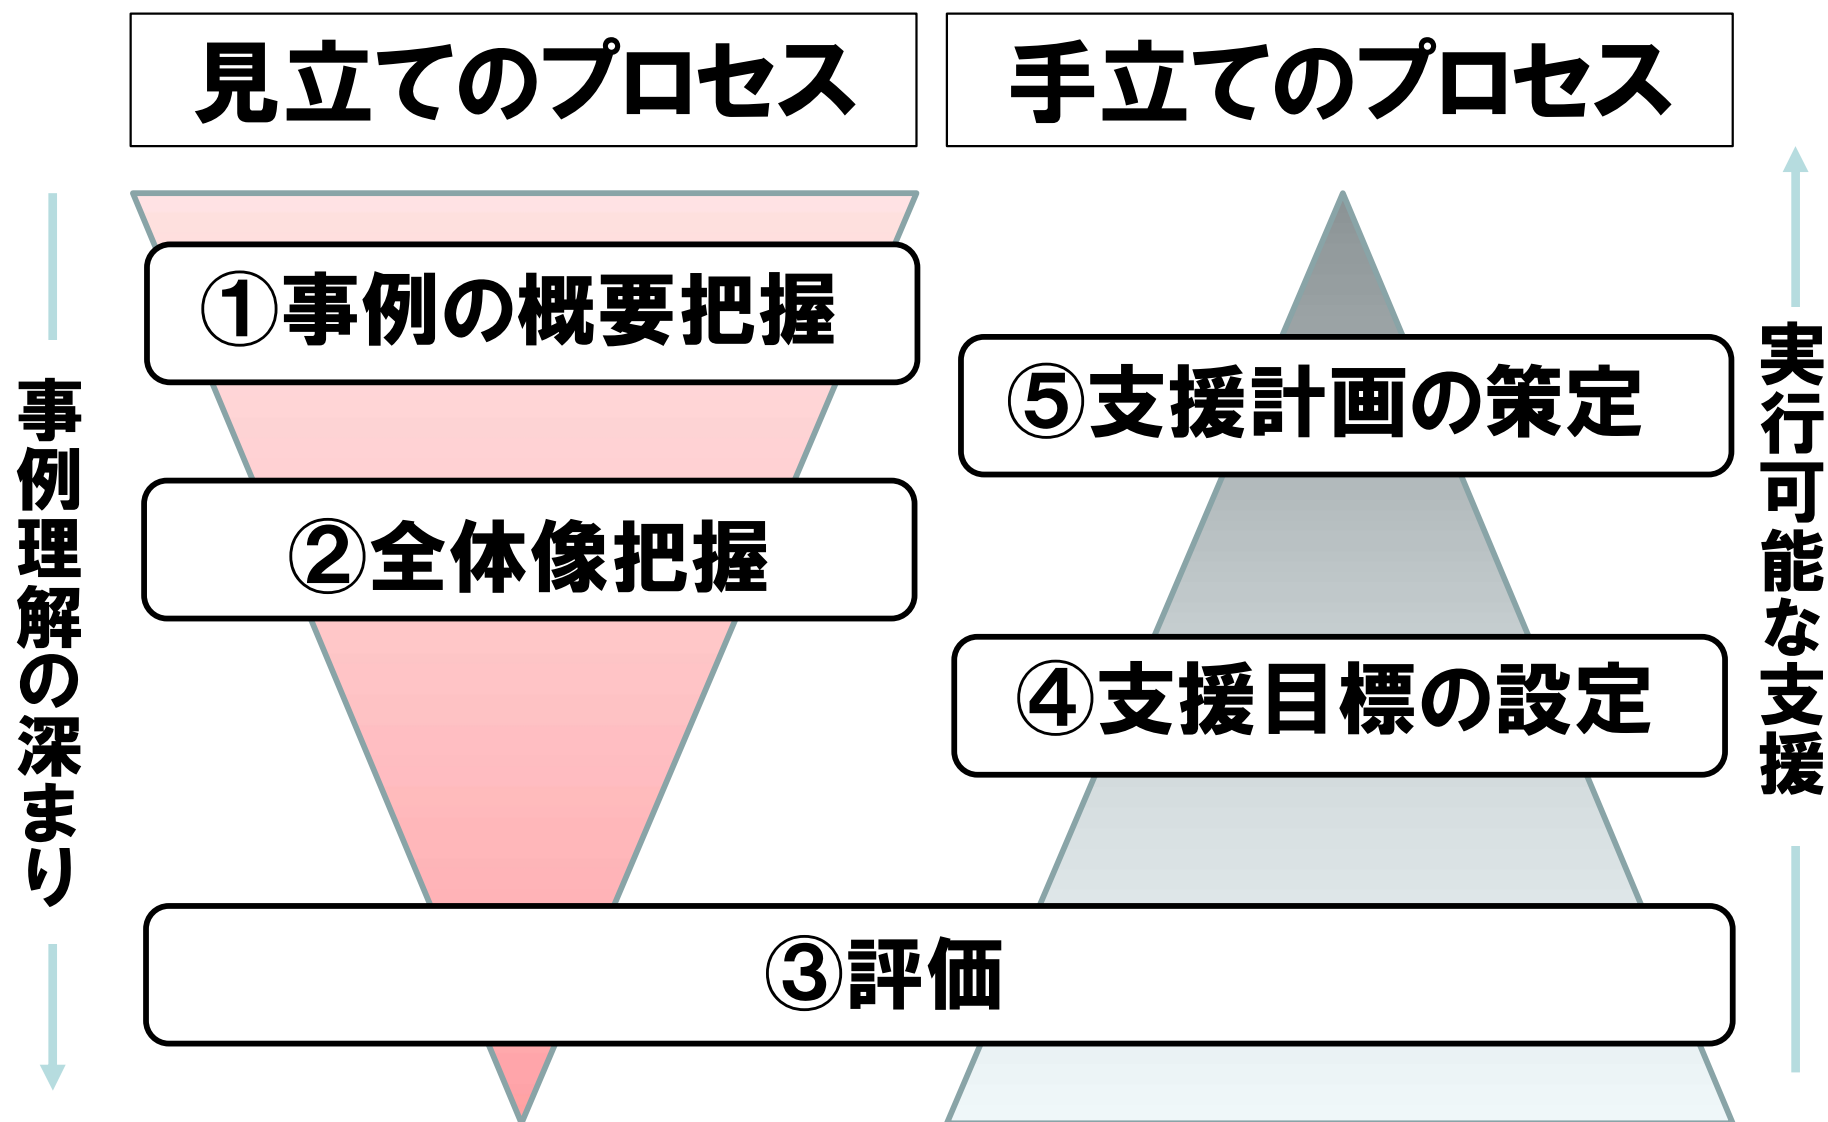 見立てのプロセス
手立てのプロセス
事例理解の深まり
①事例の概要把握
②全体像把握
③評価
④支援目標の設定
⑤支援計画の策定
実行可能な支援